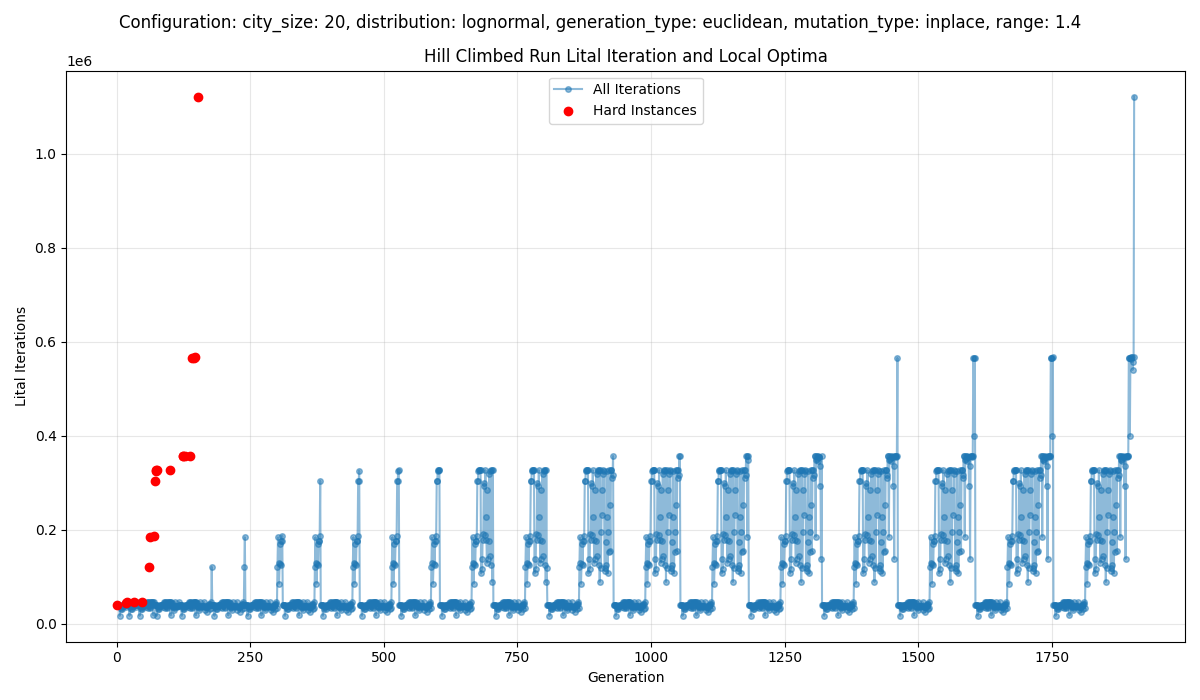 Configuration: city_size: 20, distribution: lognormal, generation_type: euclidean, mutation_type: inplace, range: 1.4
Hill Climbed Run Lital Iteration and Local Optima
1e6
All Iterations
Hard Instances
1.0
0.8
0.6
0.4
0.2
0.0
Lital Iterations
0 250 500 750 1000 1250 1500 1750
Generation